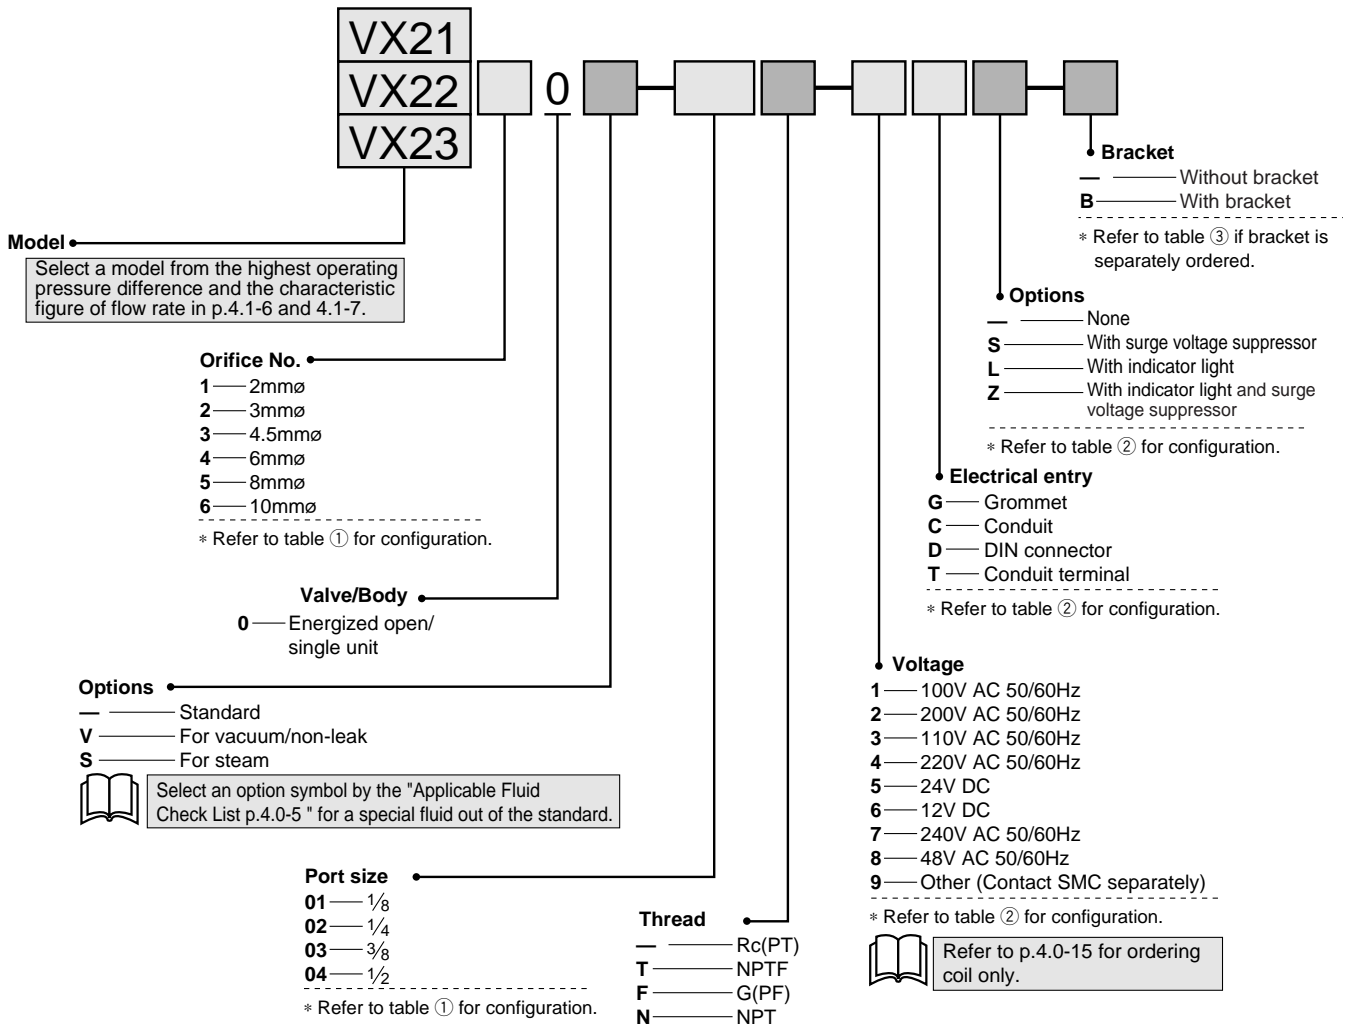 VX21
VX22
VX23
0
Bracket
— Without bracket
B With bracket
* Refer to table ③ if bracket is
separately ordered.
Model
Select a model from the highest operating
pressure difference and the characteristic
figure of flow rate in p.4.1-6 and 4.1-7.
Options
— None
S With surge voltage suppressor
L With indicator light
Z With indicator light and surge
voltage suppressor
* Refer to table ② for configuration.
Orifice No.
1 2mmø
2 3mmø
3 4.5mmø
4 6mmø
5 8mmø
6 10mmø
* Refer to table ① for configuration.
Electrical entry
G Grommet
C Conduit
D DIN connector
T Conduit terminal
* Refer to table ② for configuration.
Valve/Body
0 Energized open/
single unit
Options
— Standard
V For vacuum/non-leak
S For steam
Select an option symbol by the "Applicable Fluid
Check List p.4.0-5 " for a special fluid out of the standard.
Voltage
1 100V AC 50/60Hz
2 200V AC 50/60Hz
3 110V AC 50/60Hz
4 220V AC 50/60Hz
5 24V DC
6 12V DC
7 240V AC 50/60Hz
8 48V AC 50/60Hz
9 Other (Contact SMC separately)
* Refer to table ② for configuration.
Refer to p.4.0-15 for ordering
coil only.
Port size
01 1/8
02 1/4
03 3/8
04 1/2
* Refer to table ① for configuration.
Thread
— Rc(PT)
T NPTF
F G(PF)
N NPT